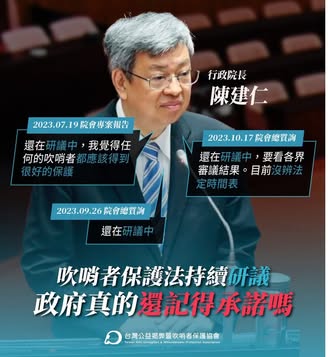 行政院長
陳建仁
2023.07.19 院會專案報告
還在研議中，我覺得任
何的吹哨者都應該得到
很好的保護
2023.10.17 院會總質詢
還在研議中，要看各界
審議結果。目前沒辨法
定時間表
2023.09.26 院會總質詢
還在研議中
吹哨者保護法持續研議
政府真的還記得承諾嗎
台灣公益揭弊暨吹哨者保護協會